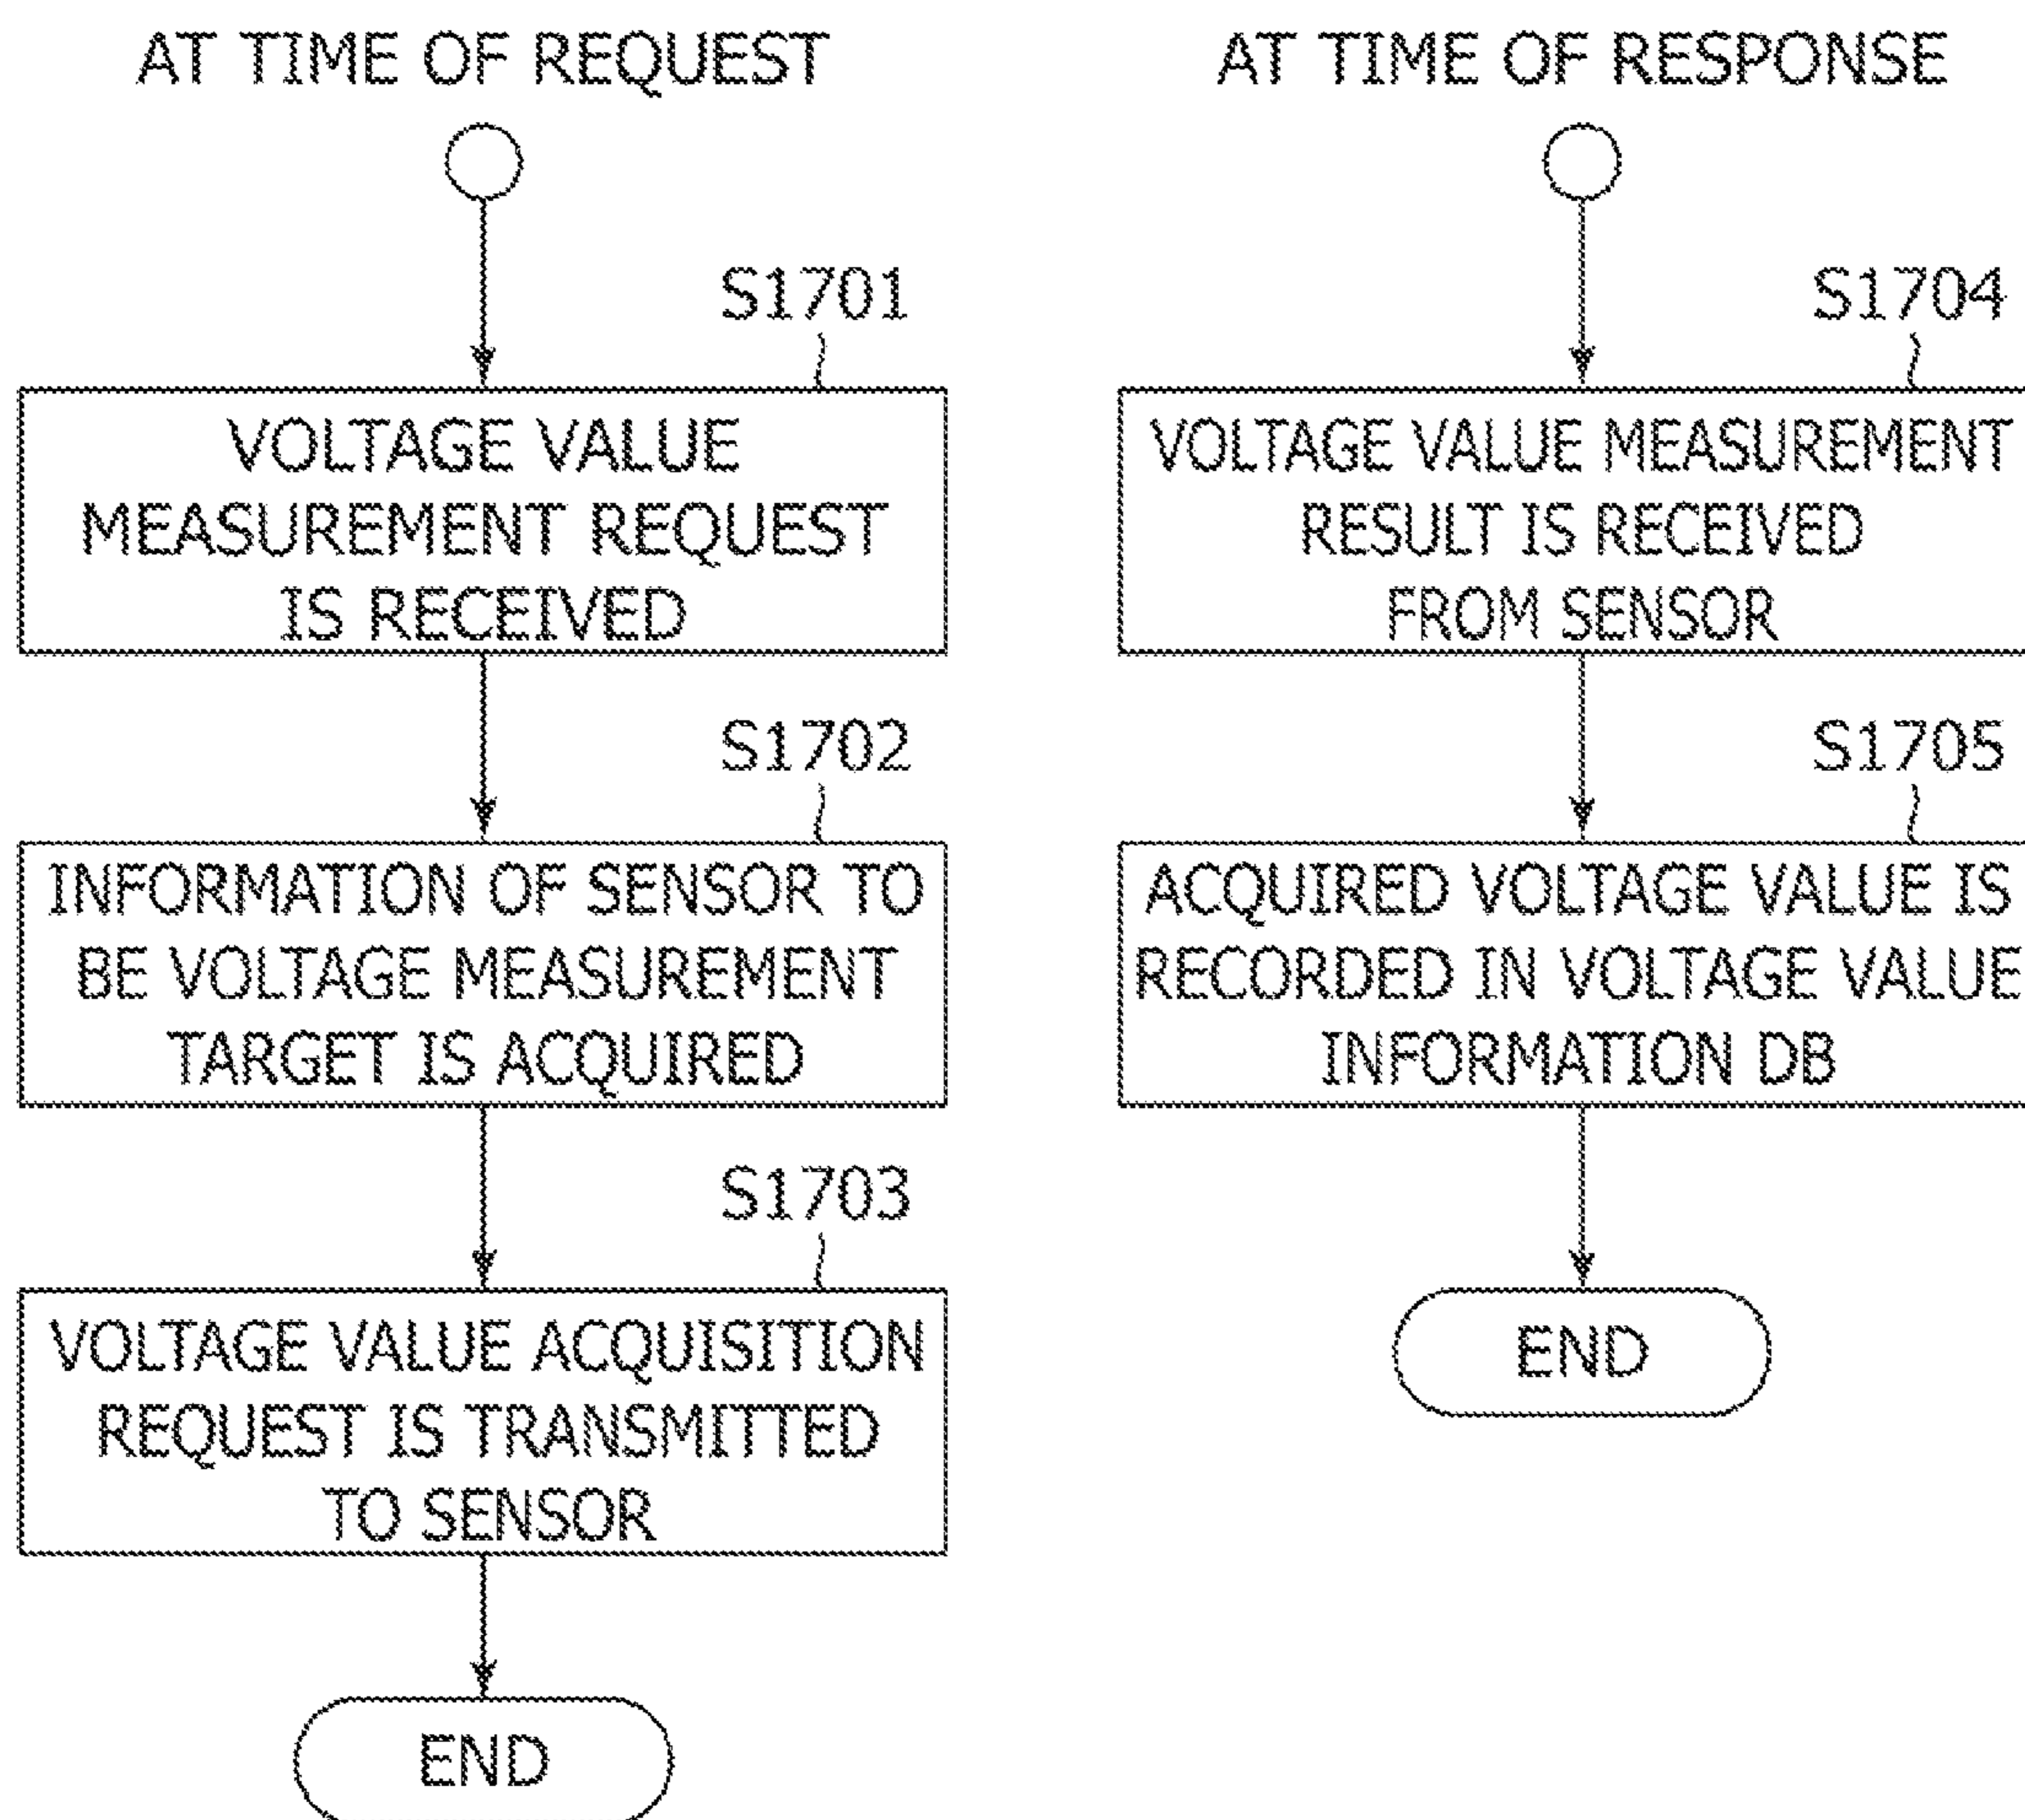 AT TIME OF REQUEST
S1701
VOLTAGE VALUE
MEASUREMENT REQUEST
IS RECEIVED
S1702
INFORMATION OF SENSOR TO
BE VOLTAGE MEASUREMENT
TARGET IS ACQUIRED
S1703
VOLTAGE VALUE ACQUISITION
REQUEST IS TRANSMITTED
TO SENSOR
END
AT TIME OF RESPONSE
S1704
VOLTAGE VALUE MEASUREMENT
RESULT IS RECEIVED
FROM SENSOR
S1705
ACQUIRED VOLTAGE VALUE IS
RECORDED IN VOLTAGE VALUE
INFORMATION DB
END